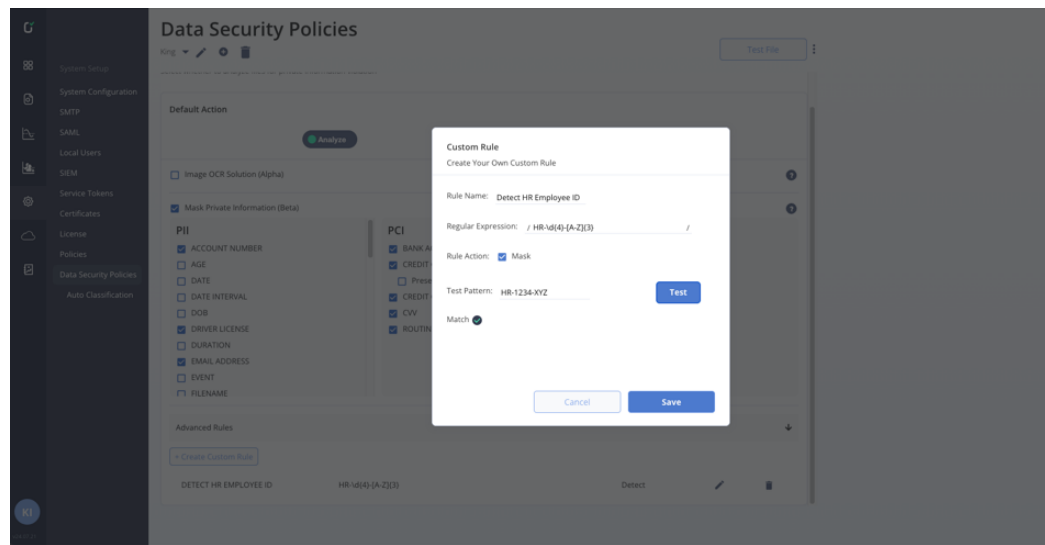 Data Security Policies
King
Test File
System Setup
System Configuration
SMTP
SAML
Local Users
SIEM
Service Tokens
Certificates
License
Policies
Data Security Policies
Auto Classification
KI
Default Action
Analyze
Image OCR Solution (Alpha)
Mask Private Information (Beta)
PII
ACCOUNT NUMBER
AGE
DATE
DATE INTERVAL
DOB
DRIVER LICENSE
DURATION
EMAIL ADDRESS
EVENT
FILENAME
PCI
BANK A
CREDIT
Prese
CREDIT
CVV
ROUTIN
Custom Rule
Create Your Own Custom Rule
Rule Name: Detect HR Employee ID
Regular Expression: / HR-\d{4}-[A-Z]{3} /
Rule Action: Mask
Test Pattern: HR-1234-XYZ Test
Match
Cancel Save
Advanced Rules
+ Create Custom Rule
DETECT HR EMPLOYEE ID HR-\d{4}-[A-Z]{3} Detect